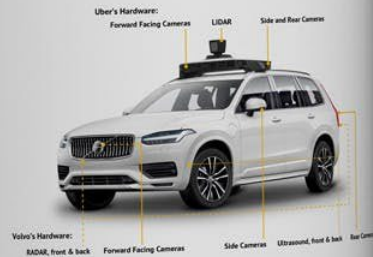 Uber's Hardware:
Forward Facing Cameras
LiDAR
Side and Rear Cameras
Volvo's Hardware:
RADAR, front & back
Forward Facing Cameras
Side Cameras
Ultrasound, front & back
Rear Camera